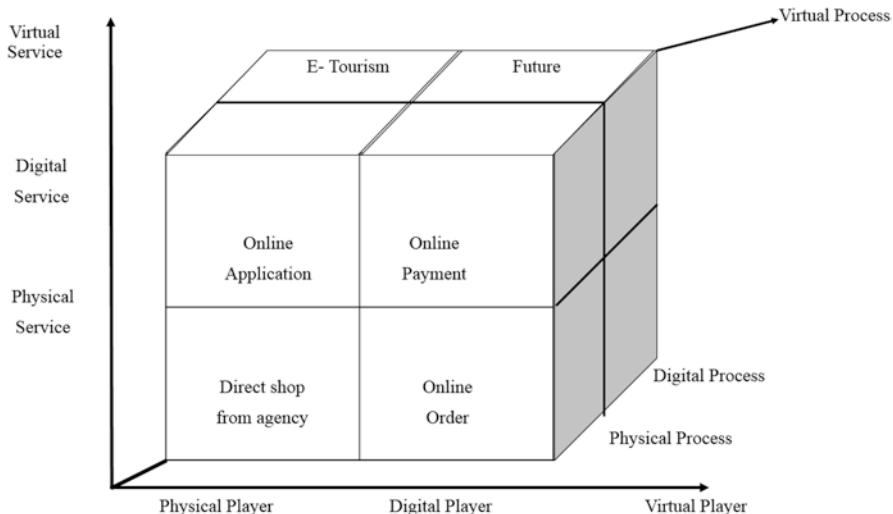 Virtual
Service
Virtual Process
E- Tourism
Future
Digital
Service
Online
Application
Online
Payment
Physical
Service
Direct shop
from agency
Online
Order
Digital Process
Physical Process
Physical Player
Digital Player
Virtual Player